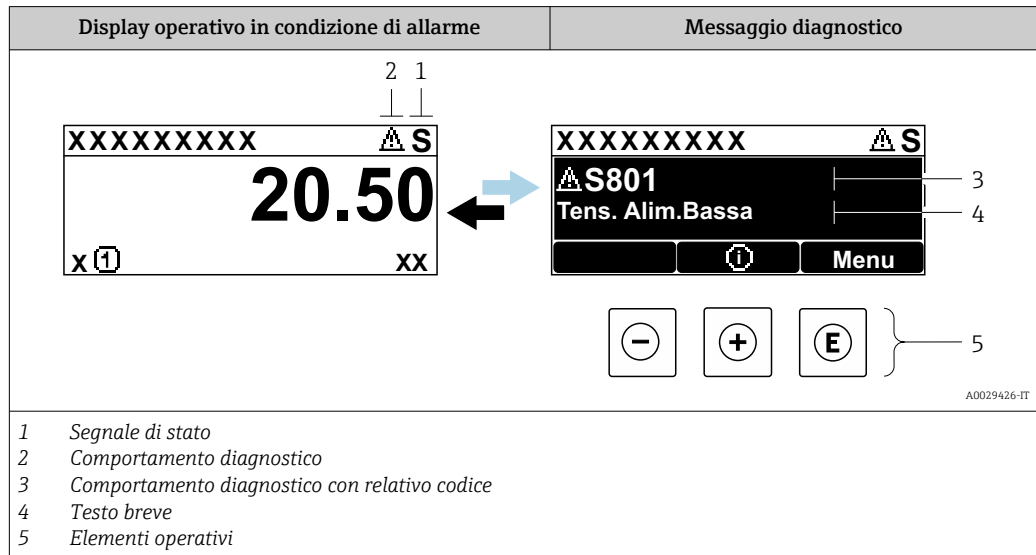 Display operativo in condizione di allarme
Messaggio diagnostico
2 1
XXXXXXXXX
S
20.50
x 1
XX
XXXXXXXXX
S
S801
Tens. Alim.Bassa
i
Menu
3
4
- + E
5
A0029426-IT
1 Segnale di stato
2 Comportamento diagnostico
3 Comportamento diagnostico con relativo codice
4 Testo breve
5 Elementi operativi